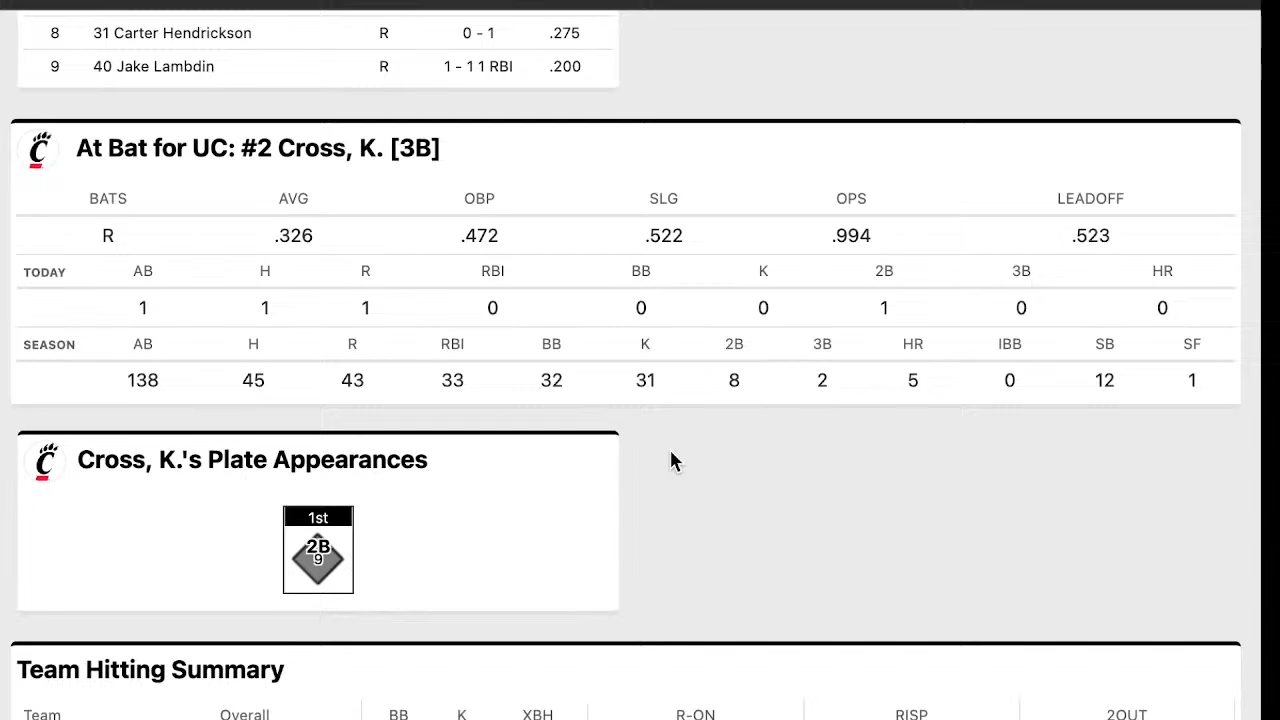 8 31 Carter Hendrickson R 0 - 1 .275
9 40 Jake Lambdin R 1 - 1 1 RBI .200
C At Bat for UC: #2 Cross, K. [3B]
BATS AVG OBP SLG OPS LEADOFF
R .326 .472 .522 .994 .523
TODAY AB H R RBI BB K 2B 3B HR
1 1 1 0 0 0 1 0 0
SEASON AB H R RBI BB K 2B 3B HR IBB SB SF
138 45 43 33 32 31 8 2 5 0 12 1
C Cross, K.'s Plate Appearances
1st
2B
9
Team Hitting Summary
Team Overall BB K XBH R-ON RISP 2OUT